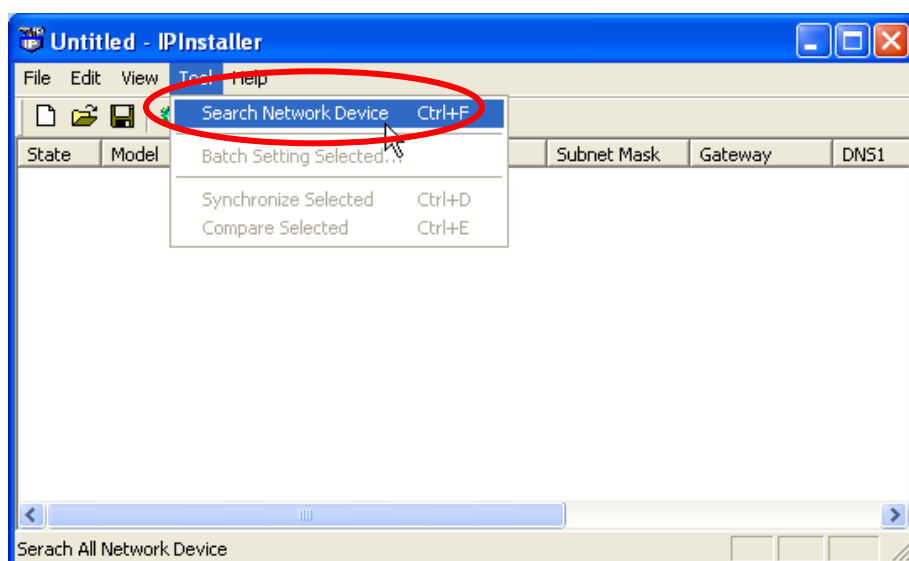 Untitled - IPInstaller
File Edit View Tool Help
Search Network Device Ctrl+F
State Model Subnet Mask Gateway DNS1
Batch Setting Selected...
Synchronize Selected Ctrl+D
Compare Selected Ctrl+E
Serach All Network Device